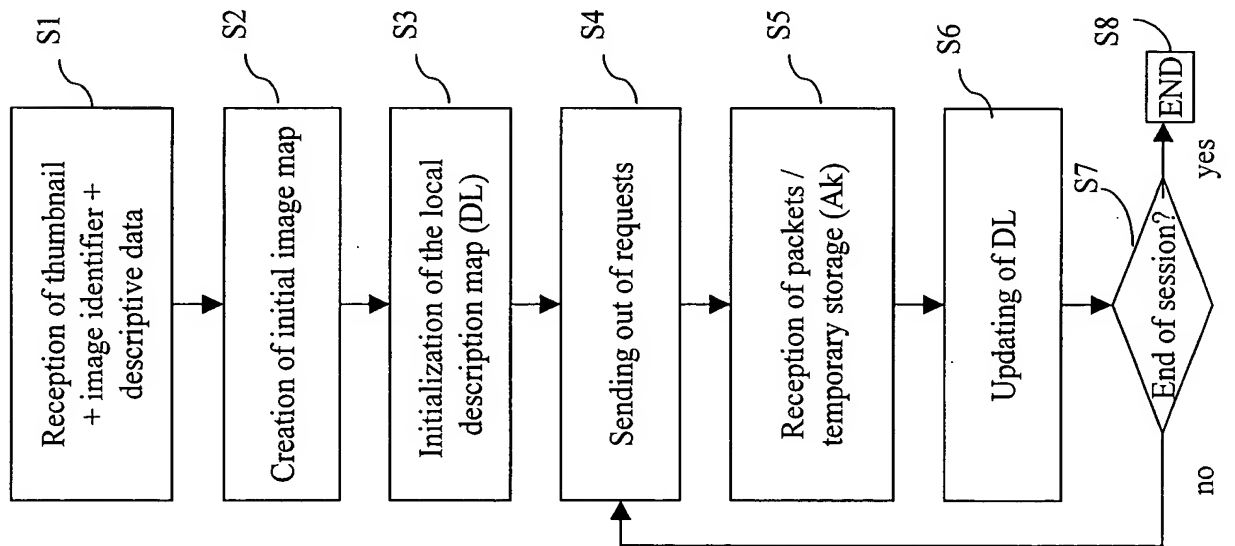 S1
Reception of thumbnail
+ image identifier +
descriptive data
S2
Creation of initial image map
S3
Initialization of the local
description map (DL)
S4
Sending out of requests
S5
Reception of packets /
temporary storage (Ak)
S6
Updating of DL
S7
End of session?
yes
no
S8
END